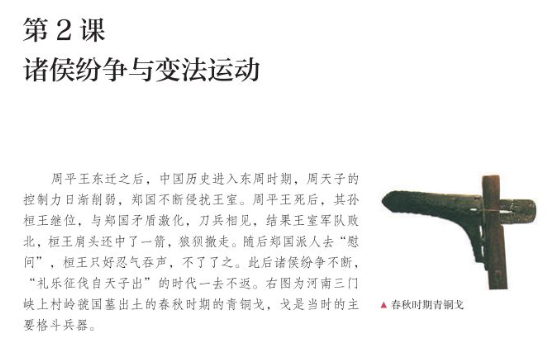 第 2 课
诸侯纷争与变法运动
周平王东迁之后，中国历史进入东周时期，周天子的
控制力日渐削弱，郑国不断侵扰王室。周平王死后，其孙
桓王继位，与郑国矛盾激化，刀兵相见，结果王室军队败
北，桓王肩头还中了一箭，狼狈撤走。随后郑国派人去“慰
问”，桓王只好忍气吞声，不了了之。此后诸侯纷争不断，
“礼乐征伐自天子出”的时代一去不返。右图为河南三门
峡上村岭虢国墓出土的春秋时期的青铜戈，戈是当时的主
要格斗兵器。
▲ 春秋时期青铜戈